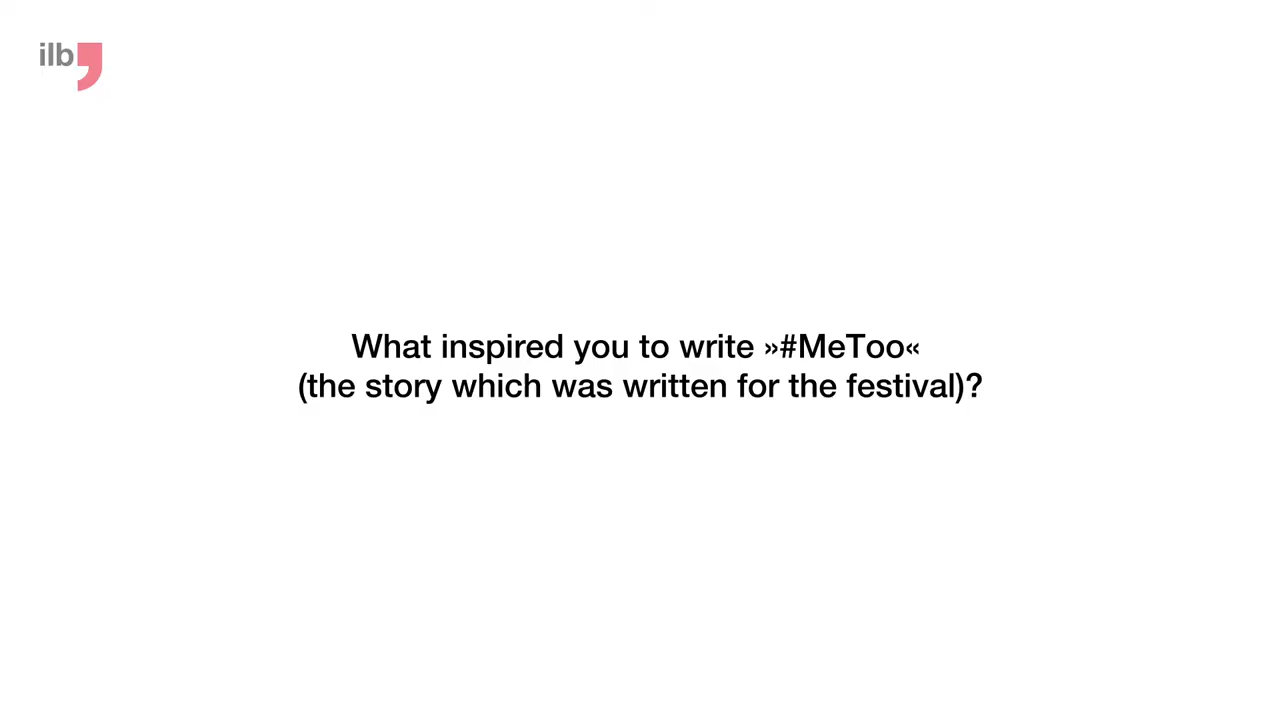 ilb
What inspired you to write »#MeToo«
(the story which was written for the festival)?